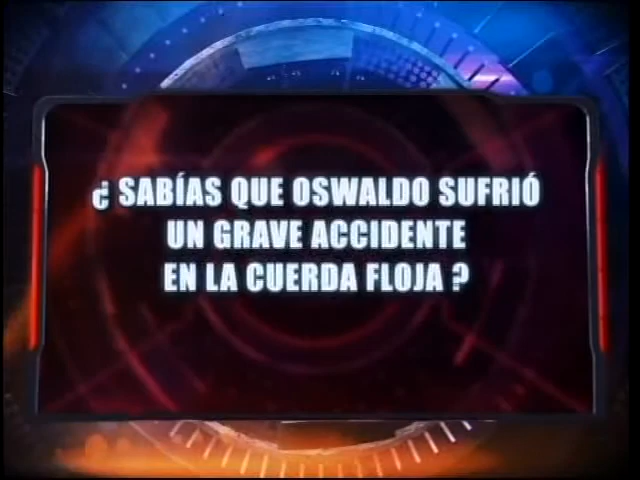 ¿ SABÍAS QUE OSWALDO SUFRIÓ
UN GRAVE ACCIDENTE
EN LA CUERDA FLOJA ?